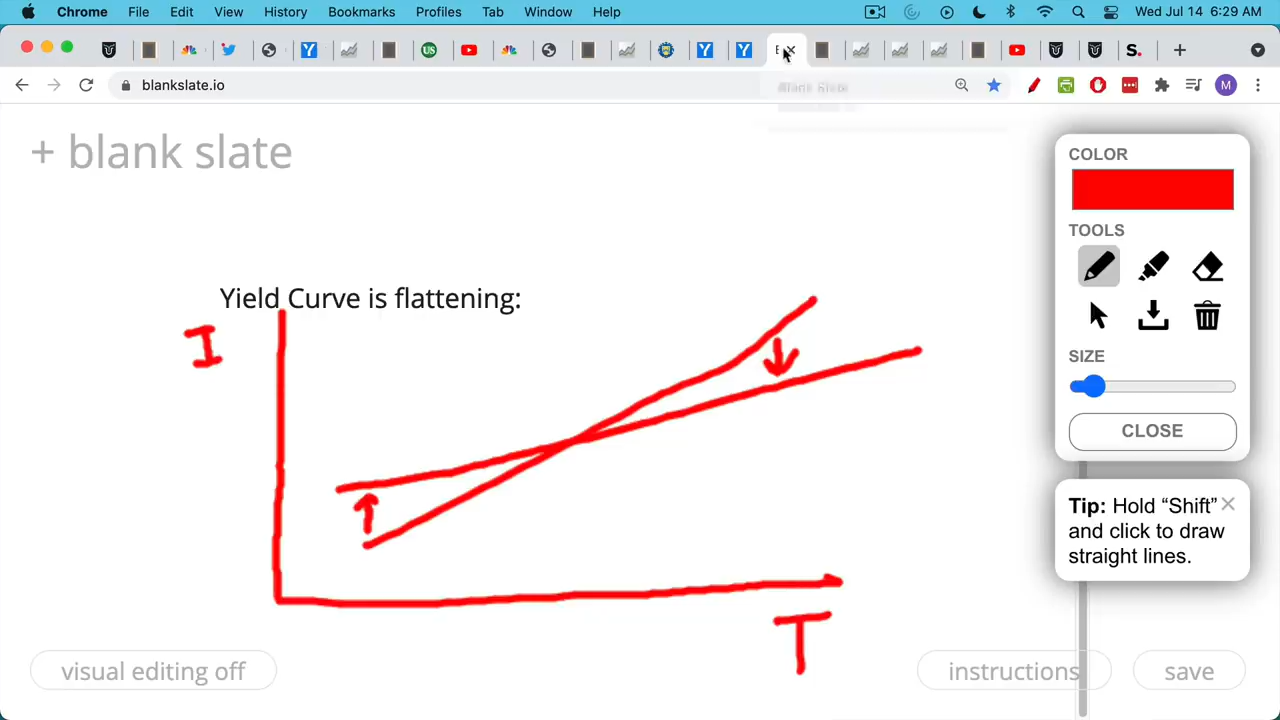 Chrome File Edit View History Bookmarks Profiles Tab Window Help Wed Jul 14 6:29 AM
US Y Y Y S.
blankslate.io M
+ blank slate
COLOR
TOOLS
Yield Curve is flattening:
I
SIZE
CLOSE
Tip: Hold “Shift”
and click to draw
straight lines.
T
visual editing off instructions save